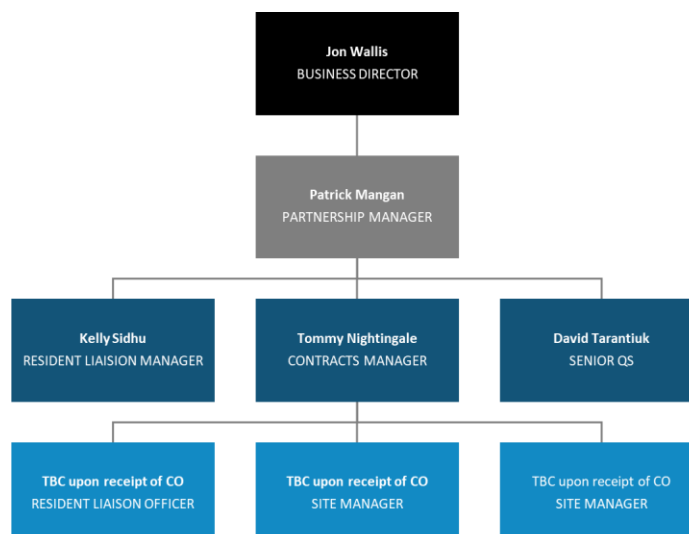 Jon Wallis
BUSINESS DIRECTOR
Patrick Mangan
PARTNERSHIP MANAGER
Kelly Sidhu
RESIDENT LIAISION MANAGER
Tommy Nightingale
CONTRACTS MANAGER
David Tarantiuk
SENIOR QS
TBC upon receipt of CO
RESIDENT LIAISON OFFICER
TBC upon receipt of CO
SITE MANAGER
TBC upon receipt of CO
SITE MANAGER